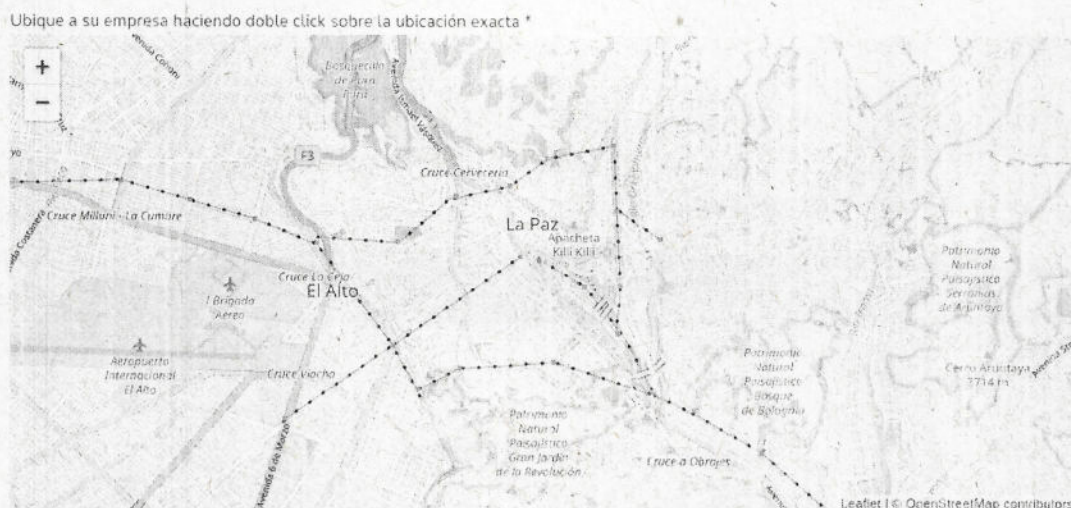 Ubique a su empresa haciendo doble click sobre la ubicación exacta *
+
−
Bosquecillo
de Pura
Pura
Avenida Ismael Vásquez
F3
Cruce Cervecería
Cruce Milluni - La Cumbre
La Paz
Apacheta
Killi Killi
Cruce La Ceja
El Alto
I Brigada
Aérea
Aeropuerto
Internacional
El Alto
Cruce Viacha
Avenida 6 de Marzo
Patrimonio
Natural
Paisajístico
Gran Jardín
de la Revolución
Patrimonio
Natural
Paisajístico
Bosque
de Bolognia
Cruce a Obrajes
Patrimonio
Natural
Paisajístico
Serranías
de Aruntaya
Cerro Aruntaya
3714 m
Leaflet | © OpenStreetMap contributors